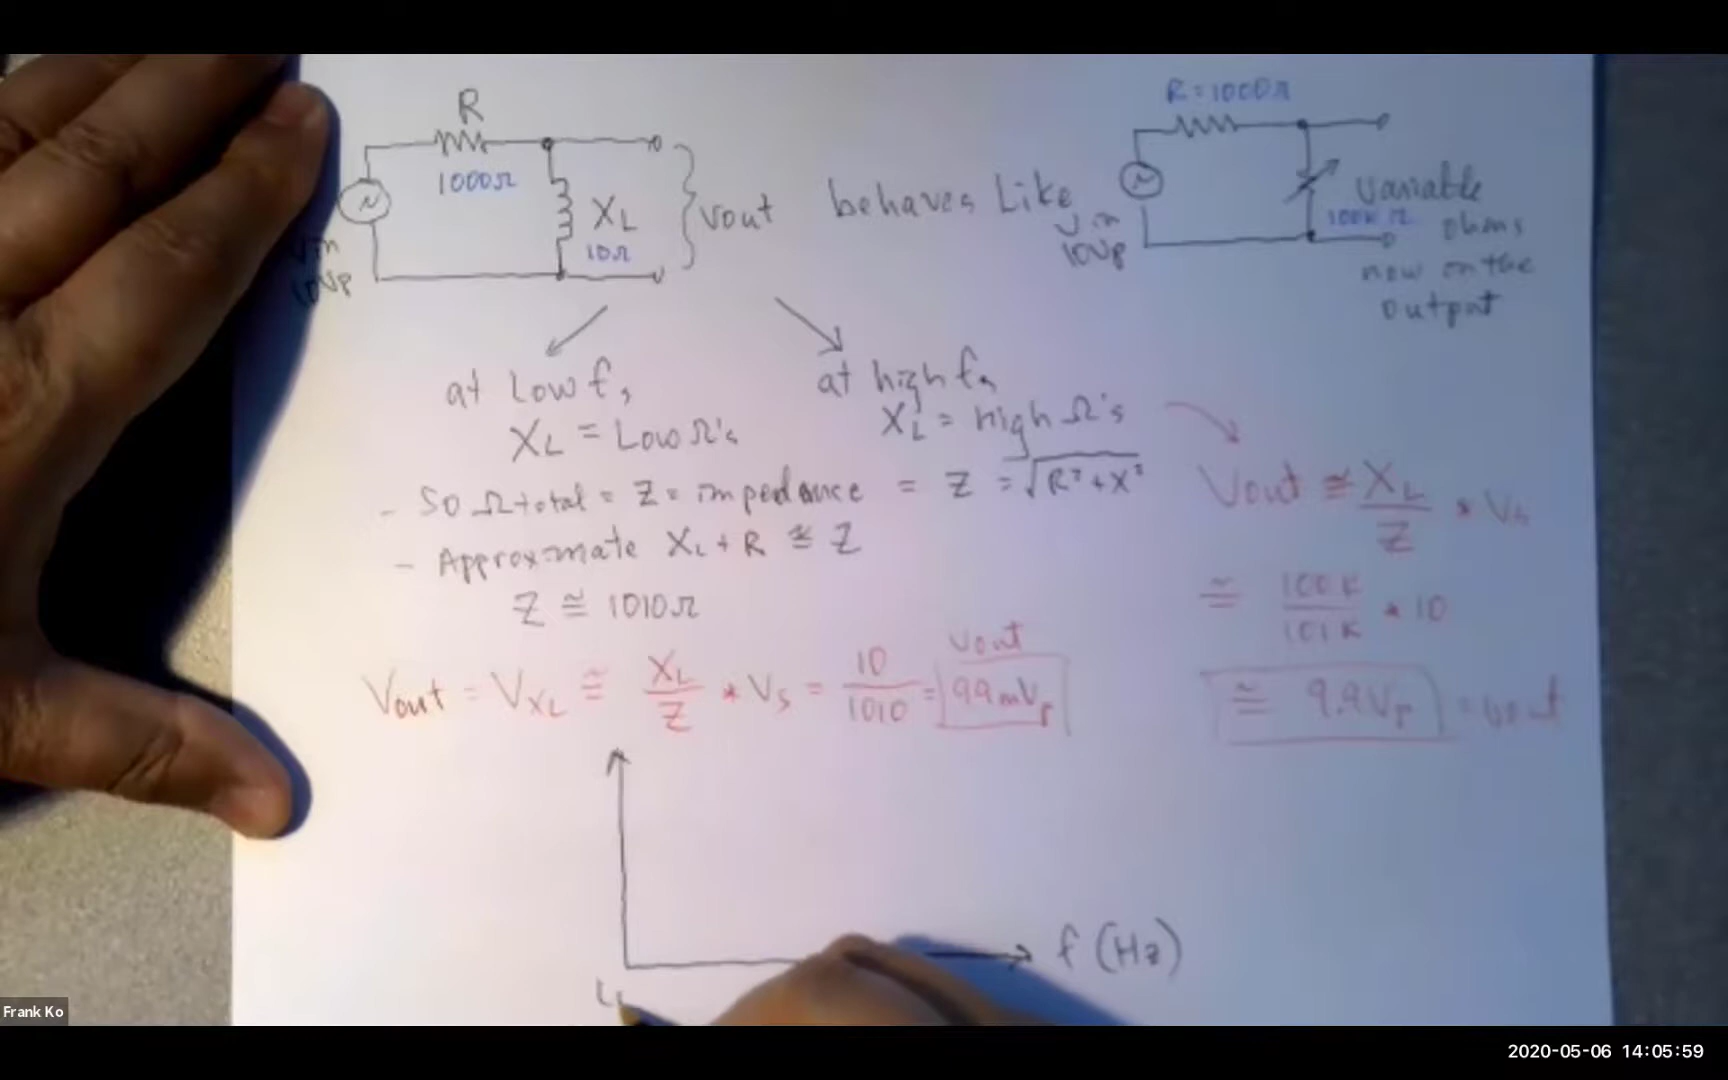 R
1000Ω
XL
10Ω
Vout
Vin
10Vp
behaves Like
R = 1000Ω
Vin
10Vp
Variable
100K Ω
ohms
now on the
output
at Low f,
XL = Low Ω's
at high f,
XL = High Ω's
- So Ω total = Z = impedance = Z = √R² + X²
- Approximate XL + R ≅ Z
Z ≅ 1010Ω
Vout = VXL ≅ XL/Z * Vs = 10/1010 = 99mVp
Vout
Vout ≅ XL/Z * Vs
≅ 100K/101K * 10
≅ 9.9Vp = Vout
f (Hz)
Frank Ko
2020-05-06 14:05:59